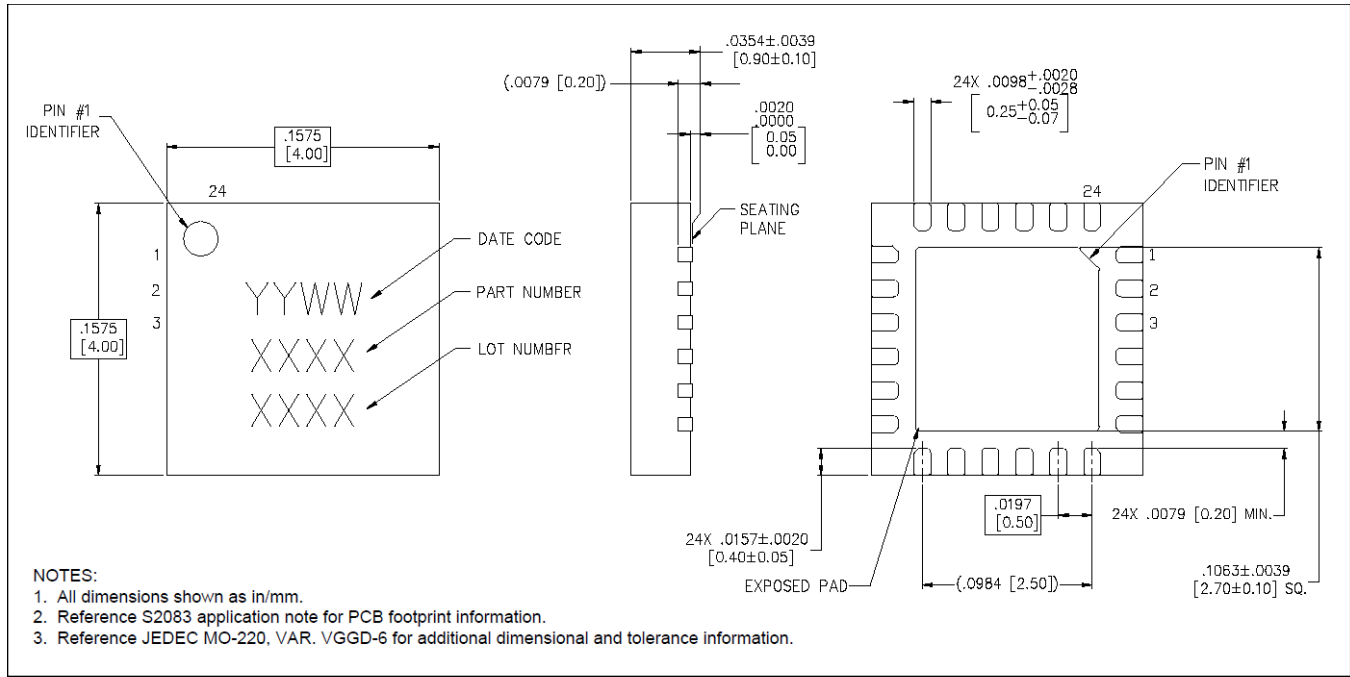 PIN #1
IDENTIFIER
.1575
[4.00]
24
1
2
3
.1575
[4.00]
YYWW
XXXX
XXXX
DATE CODE
PART NUMBER
LOT NUMBFR
.0354±.0039
[0.90±0.10]
(.0079 [0.20])
.0020
.0000
[0.05
0.00]
SEATING
PLANE
24X .0098+.0020
-.0028
[0.25+0.05
-0.07]
PIN #1
IDENTIFIER
24
1
2
3
.0197
[0.50]
24X .0079 [0.20] MIN.
24X .0157±.0020
[0.40±0.05]
EXPOSED PAD
(.0984 [2.50])
.1063±.0039
[2.70±0.10] SQ.
NOTES:
1. All dimensions shown as in/mm.
2. Reference S2083 application note for PCB footprint information.
3. Reference JEDEC MO-220, VAR. VGGD-6 for additional dimensional and tolerance information.